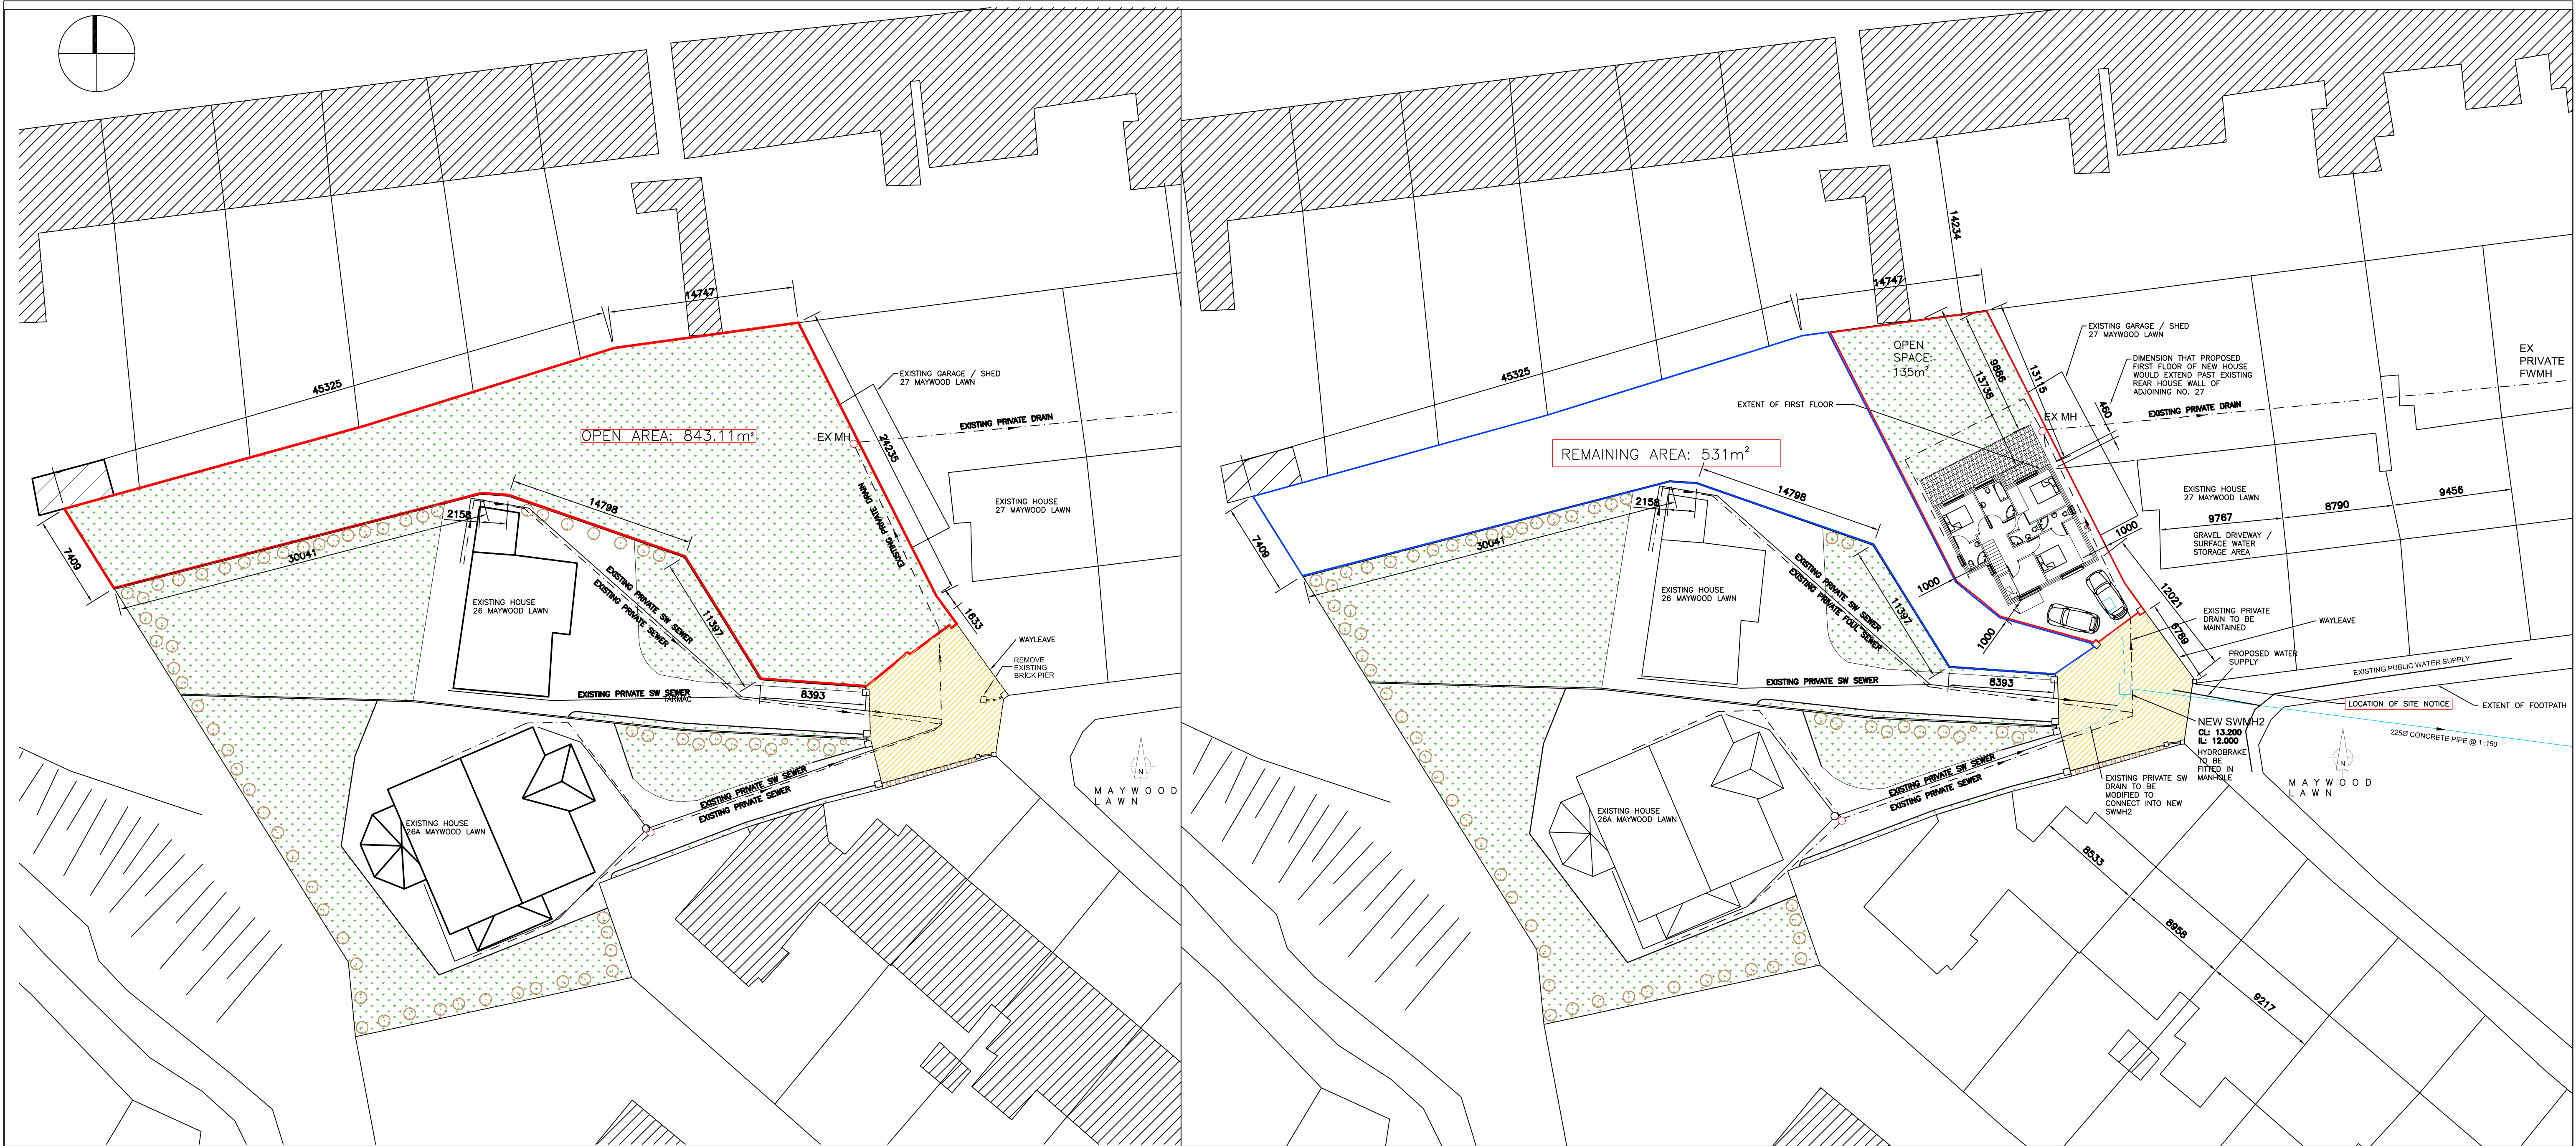 14747
45325
EXISTING GARAGE / SHED
27 MAYWOOD LAWN
EXISTING PRIVATE DRAIN
OPEN AREA: 843.11m²
EX MH
24235
EXISTING PRIVATE DRAIN
EXISTING HOUSE
27 MAYWOOD LAWN
14798
2158
30041
7409
EXISTING PRIVATE SW SEWER
EXISTING PRIVATE SEWER
EXISTING HOUSE
26 MAYWOOD LAWN
11397
1633
WAYLEAVE
REMOVE
EXISTING
BRICK PIER
EXISTING PRIVATE SW SEWER
TARMAC
8393
N
MAYWOOD
LAWN
EXISTING PRIVATE SW SEWER
EXISTING PRIVATE SEWER
EXISTING HOUSE
26A MAYWOOD LAWN
14234
14747
45325
OPEN
SPACE:
135m²
9886
13738
13115
EXISTING GARAGE / SHED
27 MAYWOOD LAWN
DIMENSION THAT PROPOSED
FIRST FLOOR OF NEW HOUSE
WOULD EXTEND PAST EXISTING
REAR HOUSE WALL OF
ADJOINING NO. 27
EX
PRIVATE
FWMH
460
EXTENT OF FIRST FLOOR
EX MH
EXISTING PRIVATE DRAIN
REMAINING AREA: 531m²
14798
2158
30041
7409
EXISTING HOUSE
27 MAYWOOD LAWN
9767
8790
9456
GRAVEL DRIVEWAY /
SURFACE WATER
STORAGE AREA
1000
1000
1000
12021
6789
EXISTING PRIVATE SW SEWER
EXISTING PRIVATE FOUL SEWER
EXISTING HOUSE
26 MAYWOOD LAWN
11397
EXISTING PRIVATE
DRAIN TO BE
MAINTAINED
WAYLEAVE
PROPOSED WATER
SUPPLY
EXISTING PUBLIC WATER SUPPLY
EXISTING PRIVATE SW SEWER
8393
LOCATION OF SITE NOTICE
EXTENT OF FOOTPATH
NEW SWMH2
CL: 13.200
IL: 12.000
HYDROBRAKE
TO BE
FITTED IN
MANHOLE
225Ø CONCRETE PIPE @ 1:150
N
MAYWOOD
LAWN
EXISTING PRIVATE SW
DRAIN TO BE
MODIFIED TO
CONNECT INTO NEW
SWMH2
EXISTING PRIVATE SW SEWER
EXISTING PRIVATE SEWER
EXISTING HOUSE
26A MAYWOOD LAWN
8533
8958
9217